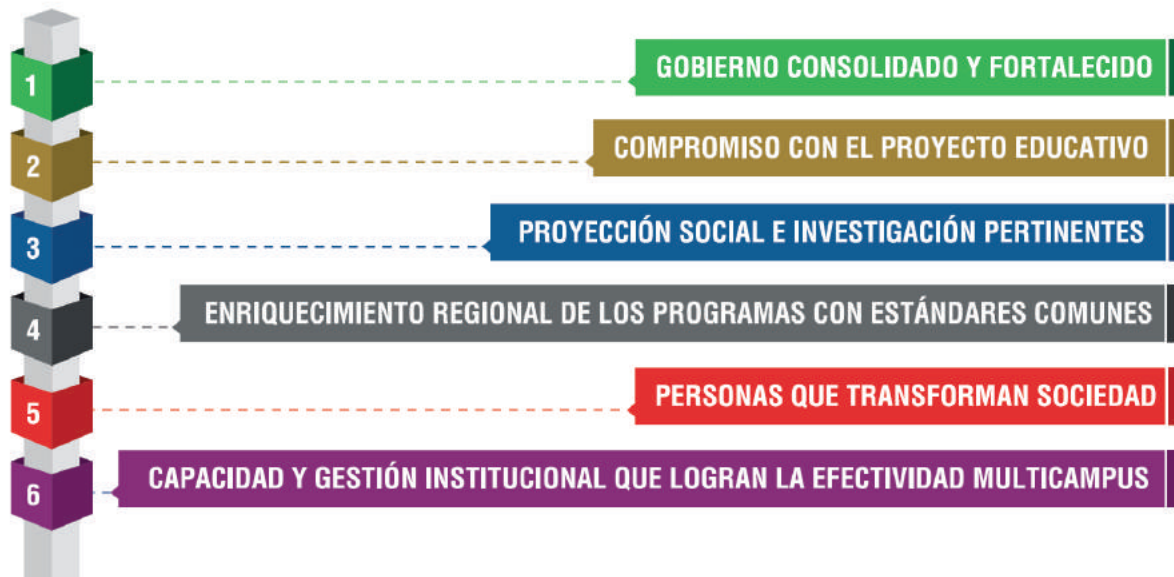 1
GOBIERNO CONSOLIDADO Y FORTALECIDO
2
COMPROMISO CON EL PROYECTO EDUCATIVO
3
PROYECCIÓN SOCIAL E INVESTIGACIÓN PERTINENTES
4
ENRIQUECIMIENTO REGIONAL DE LOS PROGRAMAS CON ESTÁNDARES COMUNES
5
PERSONAS QUE TRANSFORMAN SOCIEDAD
6
CAPACIDAD Y GESTIÓN INSTITUCIONAL QUE LOGRAN LA EFECTIVIDAD MULTICAMPUS